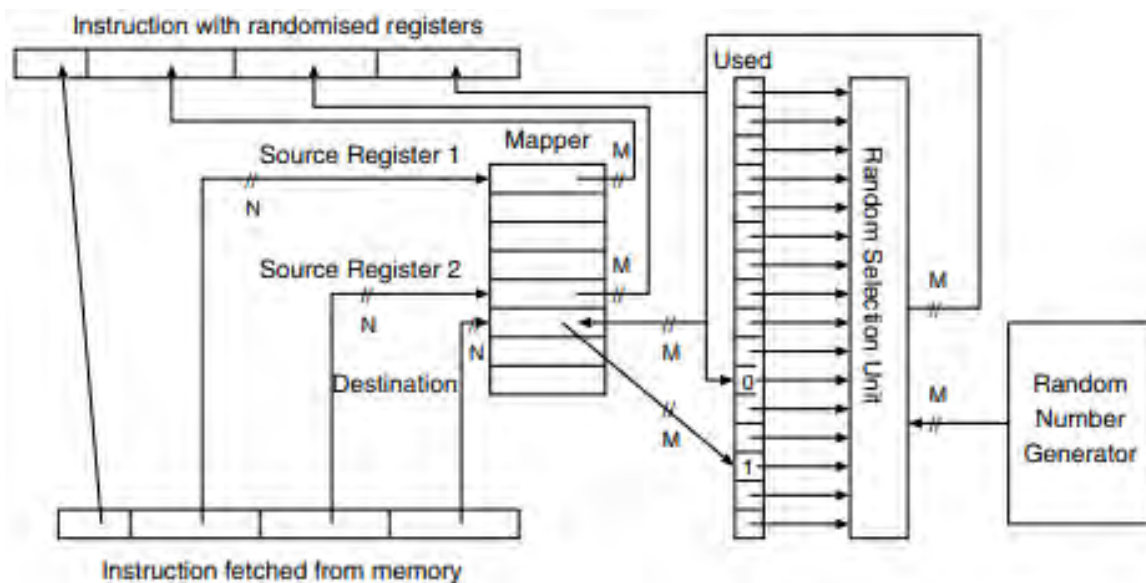 Instruction with randomised registers
Used
Mapper
Source Register 1
M
N
Source Register 2
M
N
N
M
Destination
M
0
1
Random Selection Unit
M
M
Random
Number
Generator
Instruction fetched from memory